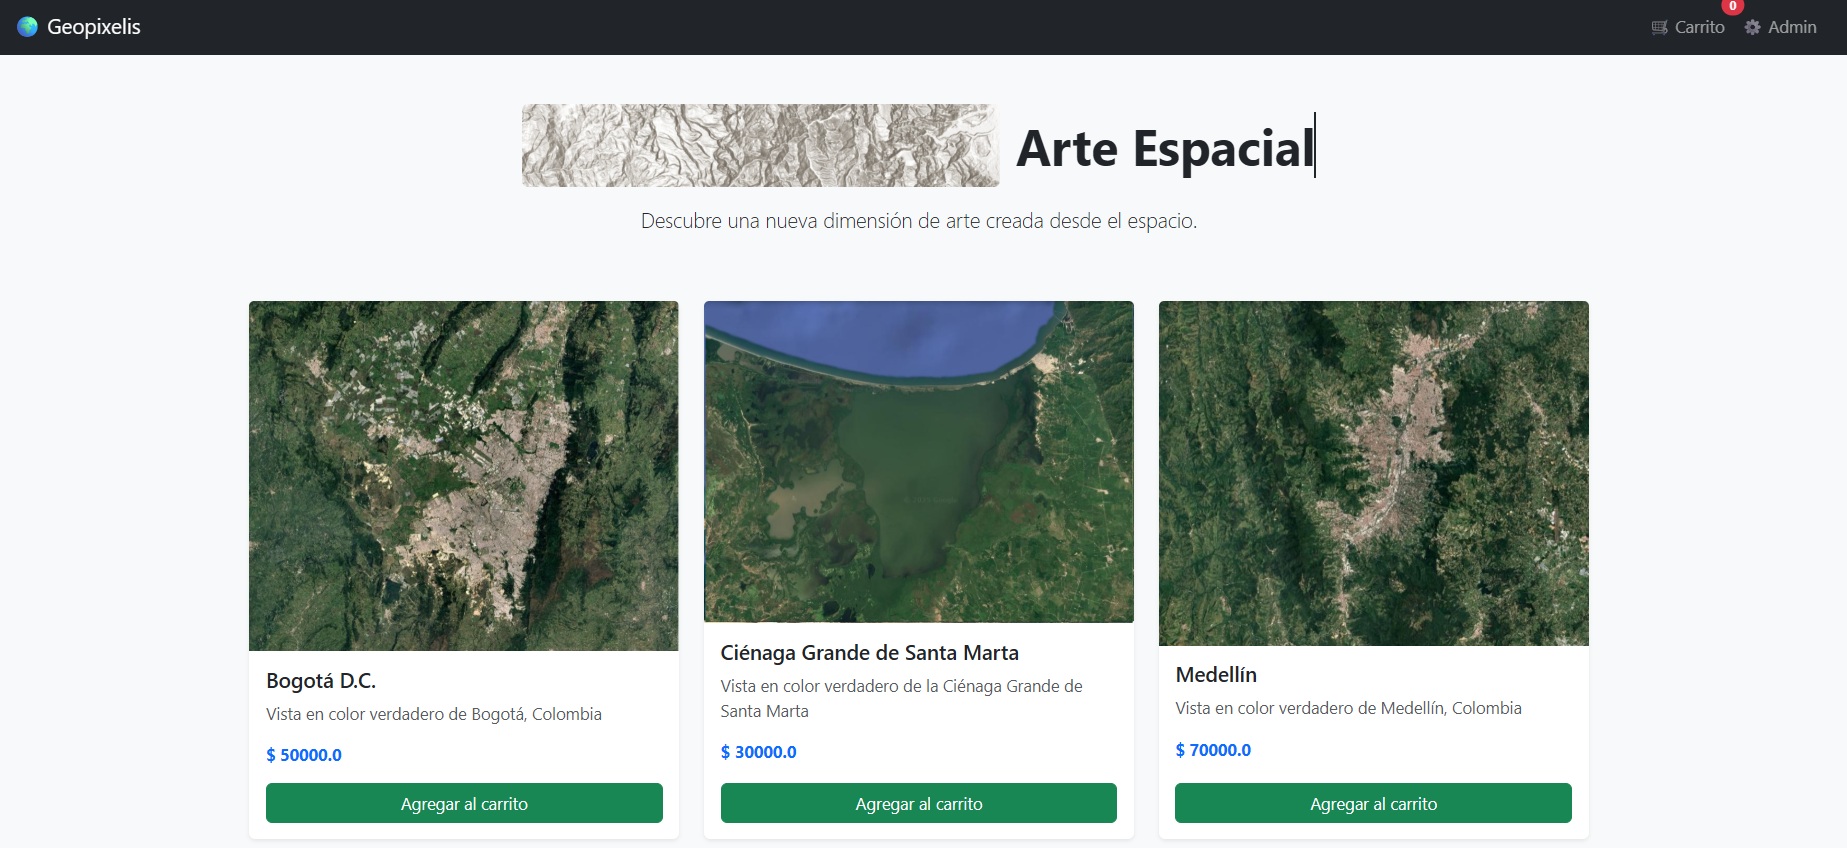 Geopixelis
0
Carrito
Admin
Arte Espacial
Descubre una nueva dimensión de arte creada desde el espacio.
Bogotá D.C.
Vista en color verdadero de Bogotá, Colombia
$ 50000.0
Agregar al carrito
Ciénaga Grande de Santa Marta
Vista en color verdadero de la Ciénaga Grande de
Santa Marta
$ 30000.0
Agregar al carrito
Medellín
Vista en color verdadero de Medellín, Colombia
$ 70000.0
Agregar al carrito